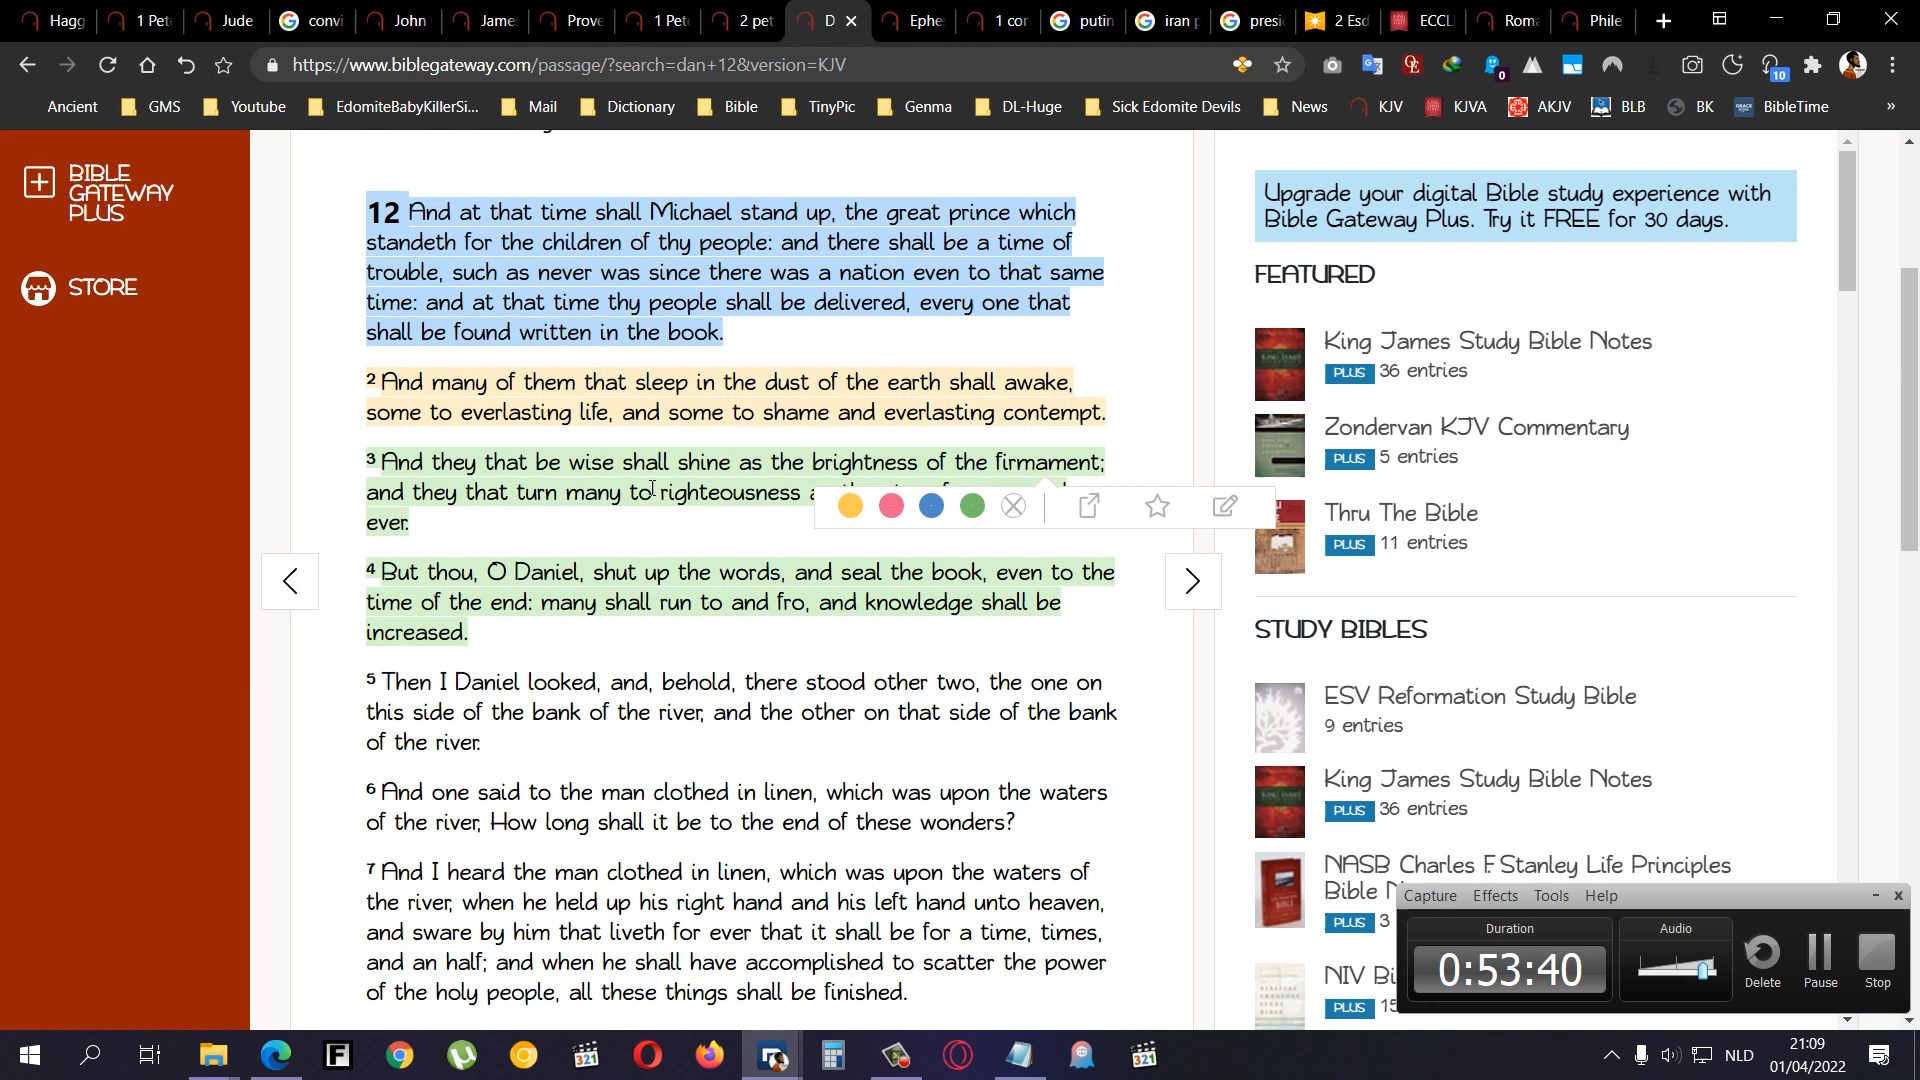 Hagg
1 Pet
Jude
convi
John
Jame
Prove
1 Pete
2 pet
D
Ephe
1 cor
putin
iran p
presi
2 Esd
ECCL
Roma
Phile
https://www.biblegateway.com/passage/?search=dan+12&version=KJV
0
10
Ancient
GMS
Youtube
EdomiteBabyKillerSi...
Mail
Dictionary
Bible
TinyPic
Genma
DL-Huge
Sick Edomite Devils
News
KJV
KJVA
AKJV
BLB
BK
BibleTime
»
BIBLE
GATEWAY
PLUS
STORE
12 And at that time shall Michael stand up, the great prince which
standeth for the children of thy people: and there shall be a time of
trouble, such as never was since there was a nation even to that same
time: and at that time thy people shall be delivered, every one that
shall be found written in the book.
2 And many of them that sleep in the dust of the earth shall awake,
some to everlasting life, and some to shame and everlasting contempt.
3 And they that be wise shall shine as the brightness of the firmament;
and they that turn many to righteousness
ever.
4 But thou, O Daniel, shut up the words, and seal the book, even to the
time of the end: many shall run to and fro, and knowledge shall be
increased.
5 Then I Daniel looked, and, behold, there stood other two, the one on
this side of the bank of the river, and the other on that side of the bank
of the river.
6 And one said to the man clothed in linen, which was upon the waters
of the river, How long shall it be to the end of these wonders?
7 And I heard the man clothed in linen, which was upon the waters of
the river, when he held up his right hand and his left hand unto heaven,
and sware by him that liveth for ever that it shall be for a time, times,
and an half; and when he shall have accomplished to scatter the power
of the holy people, all these things shall be finished.
Upgrade your digital Bible study experience with
Bible Gateway Plus. Try it FREE for 30 days.
FEATURED
King James Study Bible Notes
PLUS 36 entries
Zondervan KJV Commentary
PLUS 5 entries
Thru The Bible
PLUS 11 entries
STUDY BIBLES
ESV Reformation Study Bible
9 entries
King James Study Bible Notes
PLUS 36 entries
NASB Charles F. Stanley Life Principles
Bible N
PLUS 3
NIV Bi
PLUS 15
Capture Effects Tools Help
Duration
0:53:40
Audio
Delete
Pause
Stop
321
321
NLD
21:09
01/04/2022